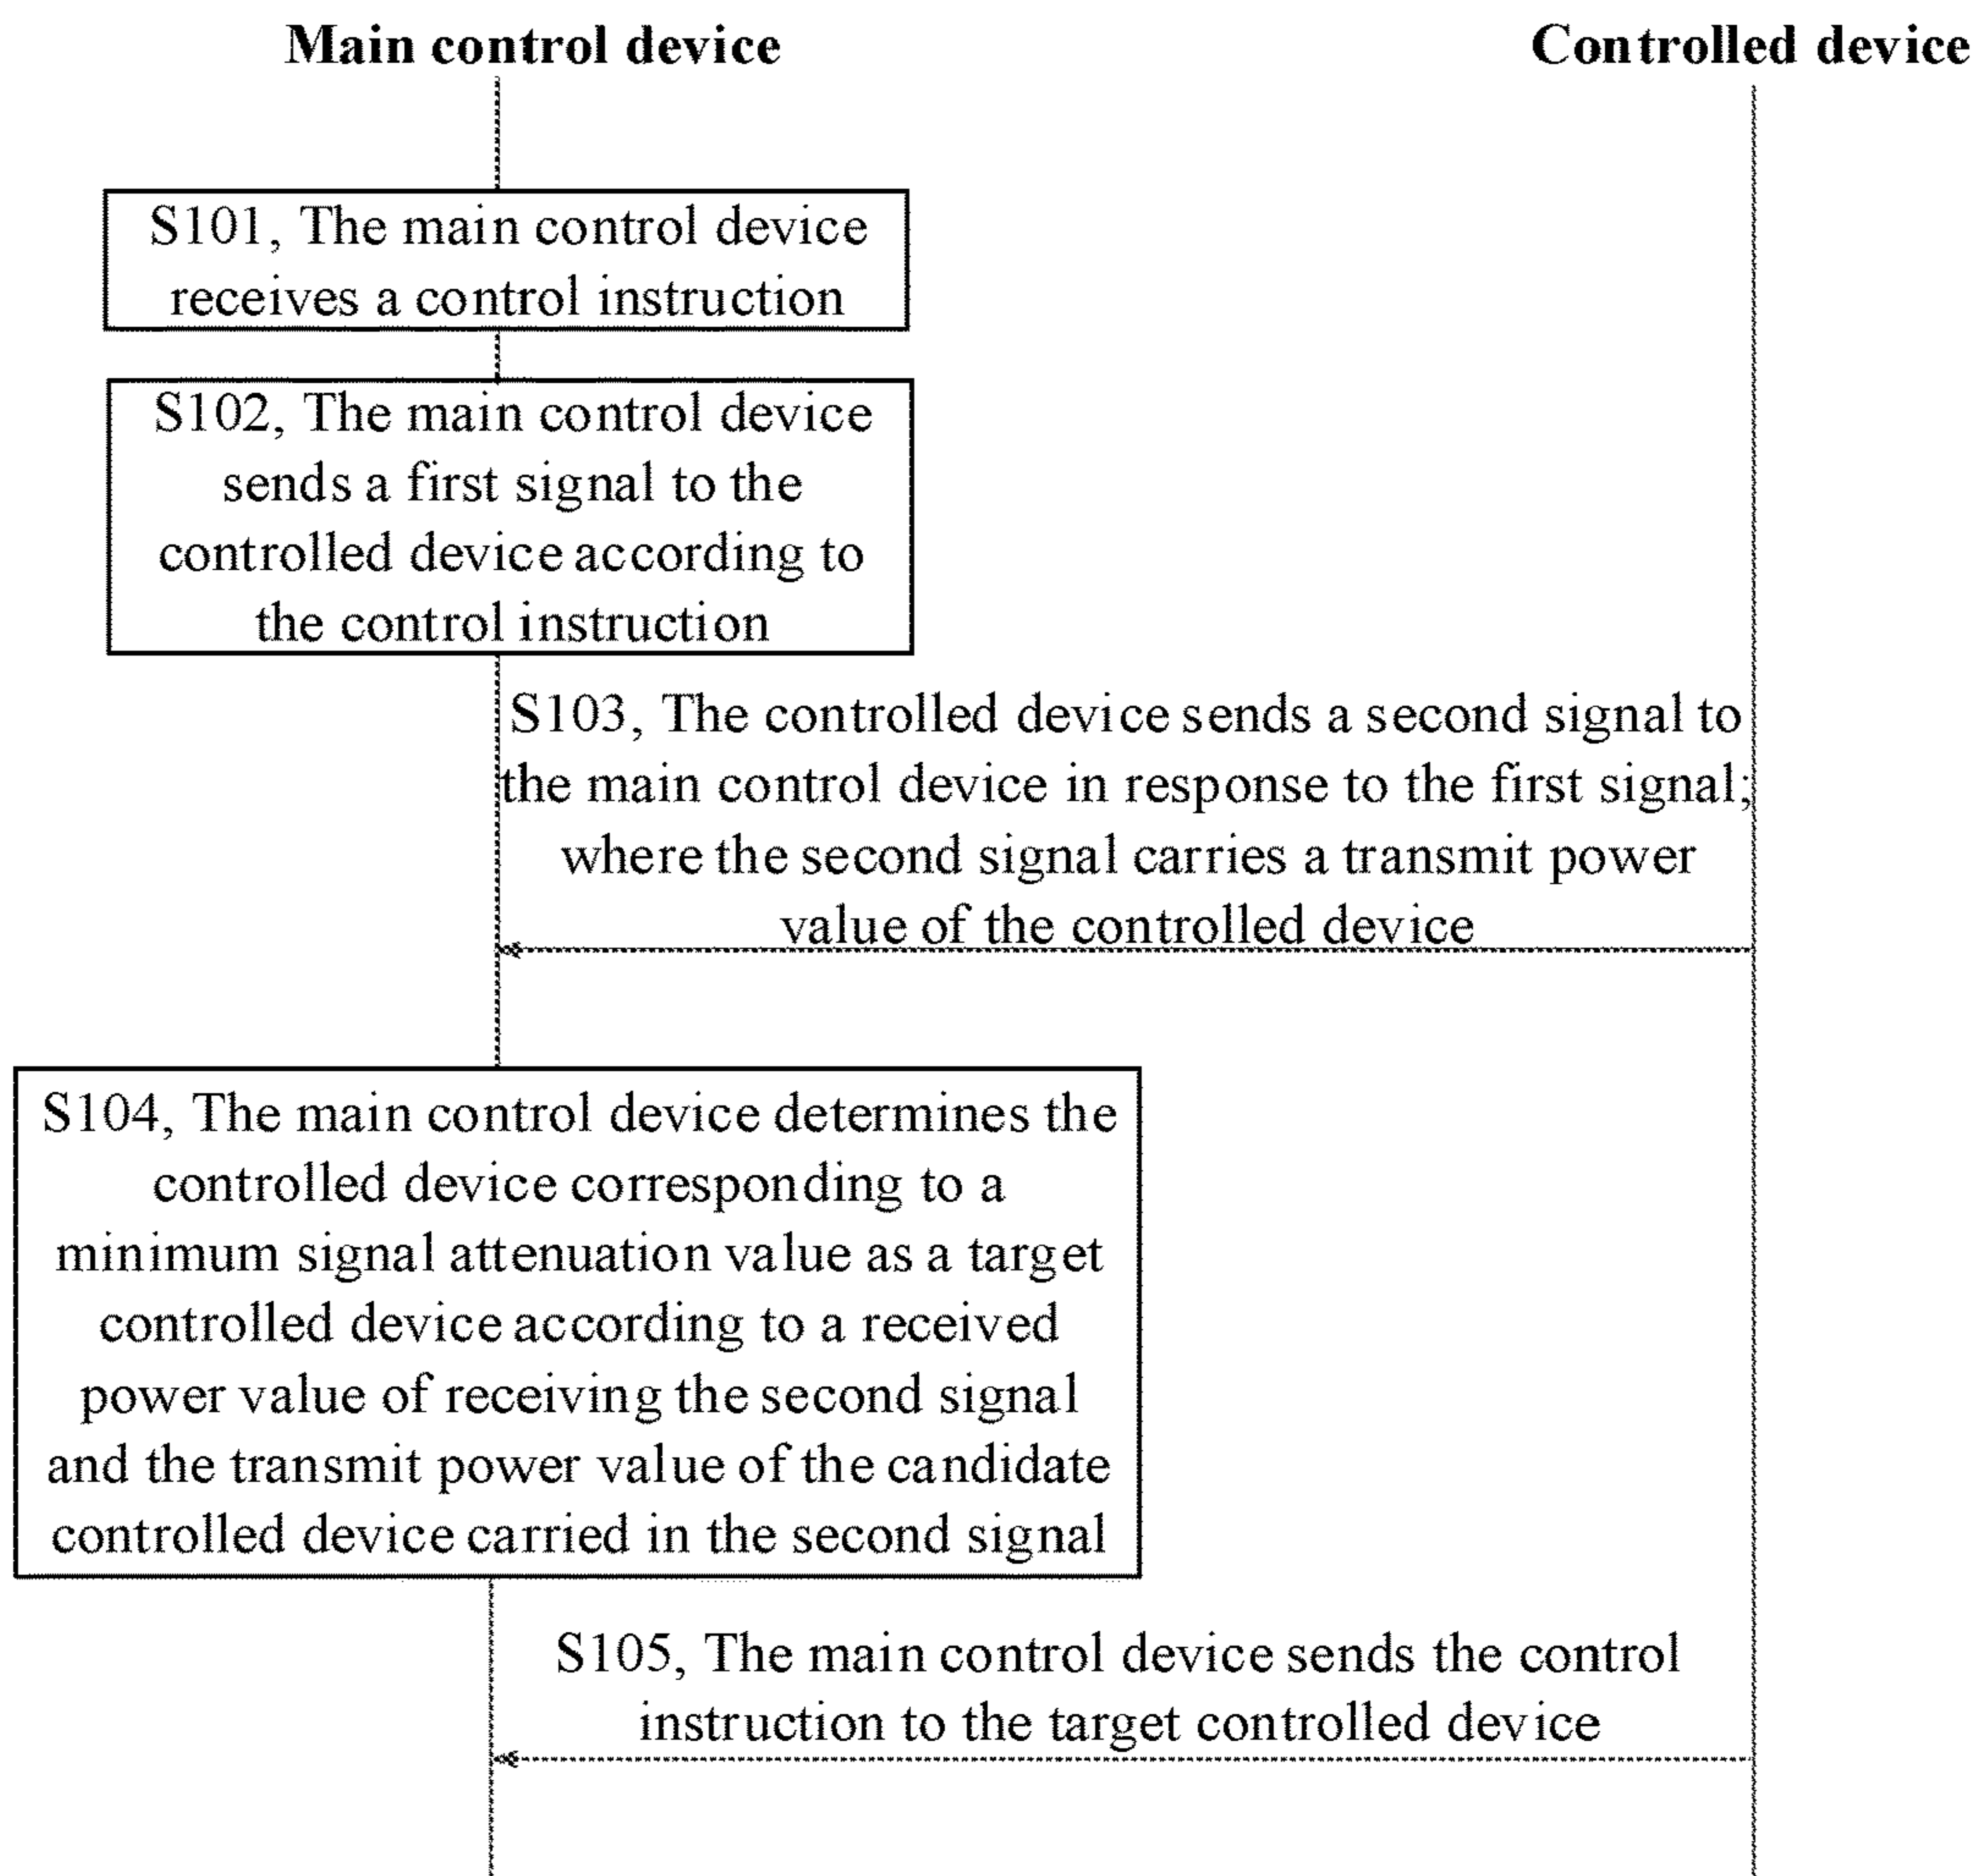 Main control device
Controlled device
S101, The main control device
receives a control instruction
S102, The main control device
sends a first signal to the
controlled device according to
the control instruction
S103, The controlled device sends a second signal to
the main control device in response to the first signal;
where the second signal carries a transmit power
value of the controlled device
S104, The main control device determines the
controlled device corresponding to a
minimum signal attenuation value as a target
controlled device according to a received
power value of receiving the second signal
and the transmit power value of the candidate
controlled device carried in the second signal
S105, The main control device sends the control
instruction to the target controlled device